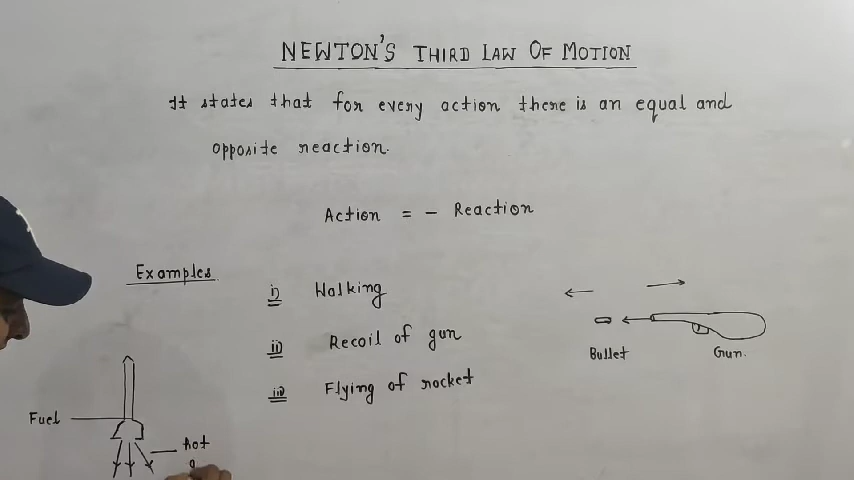 NEWTON'S THIRD LAW OF MOTION
It states that for every action there is an equal and
opposite reaction.
Action = - Reaction
Examples
i) Walking
ii) Recoil of gun
iii) Flying of rocket
Bullet
Gun.
Fuel
Hot